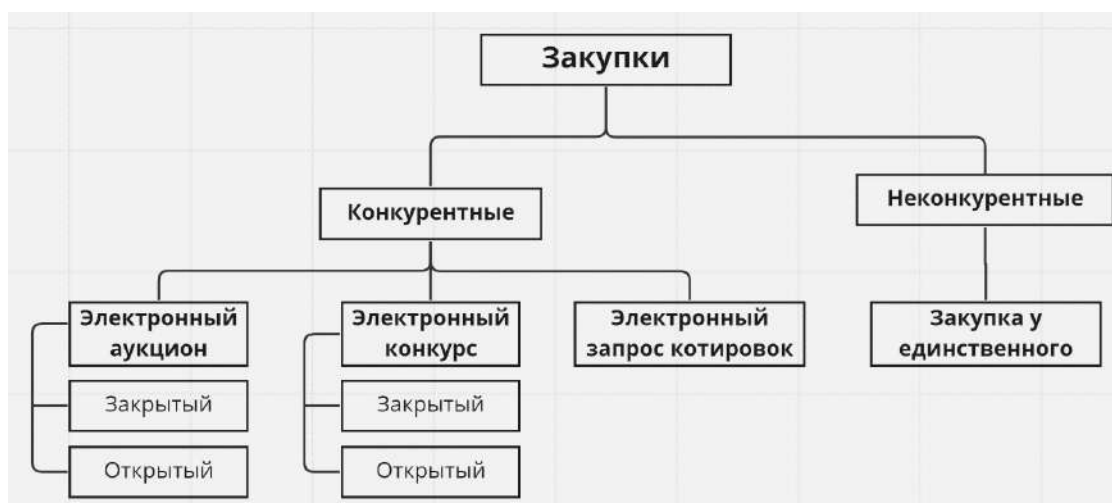 Закупки
Конкурентные
Неконкурентные
Электронный
аукцион
Электронный
конкурс
Электронный
запрос котировок
Закупка у
единственного
Закрытый
Закрытый
Открытый
Открытый